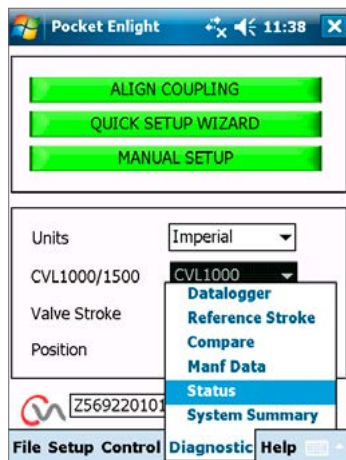 Pocket Enlight 11:38
ALIGN COUPLING
QUICK SETUP WIZARD
MANUAL SETUP
Units Imperial
CVL1000/1500 CVL1000
Valve Stroke
Position
Datalogger
Reference Stroke
Compare
Manf Data
Status
System Summary
Z569220101
File Setup Control Diagnostic Help